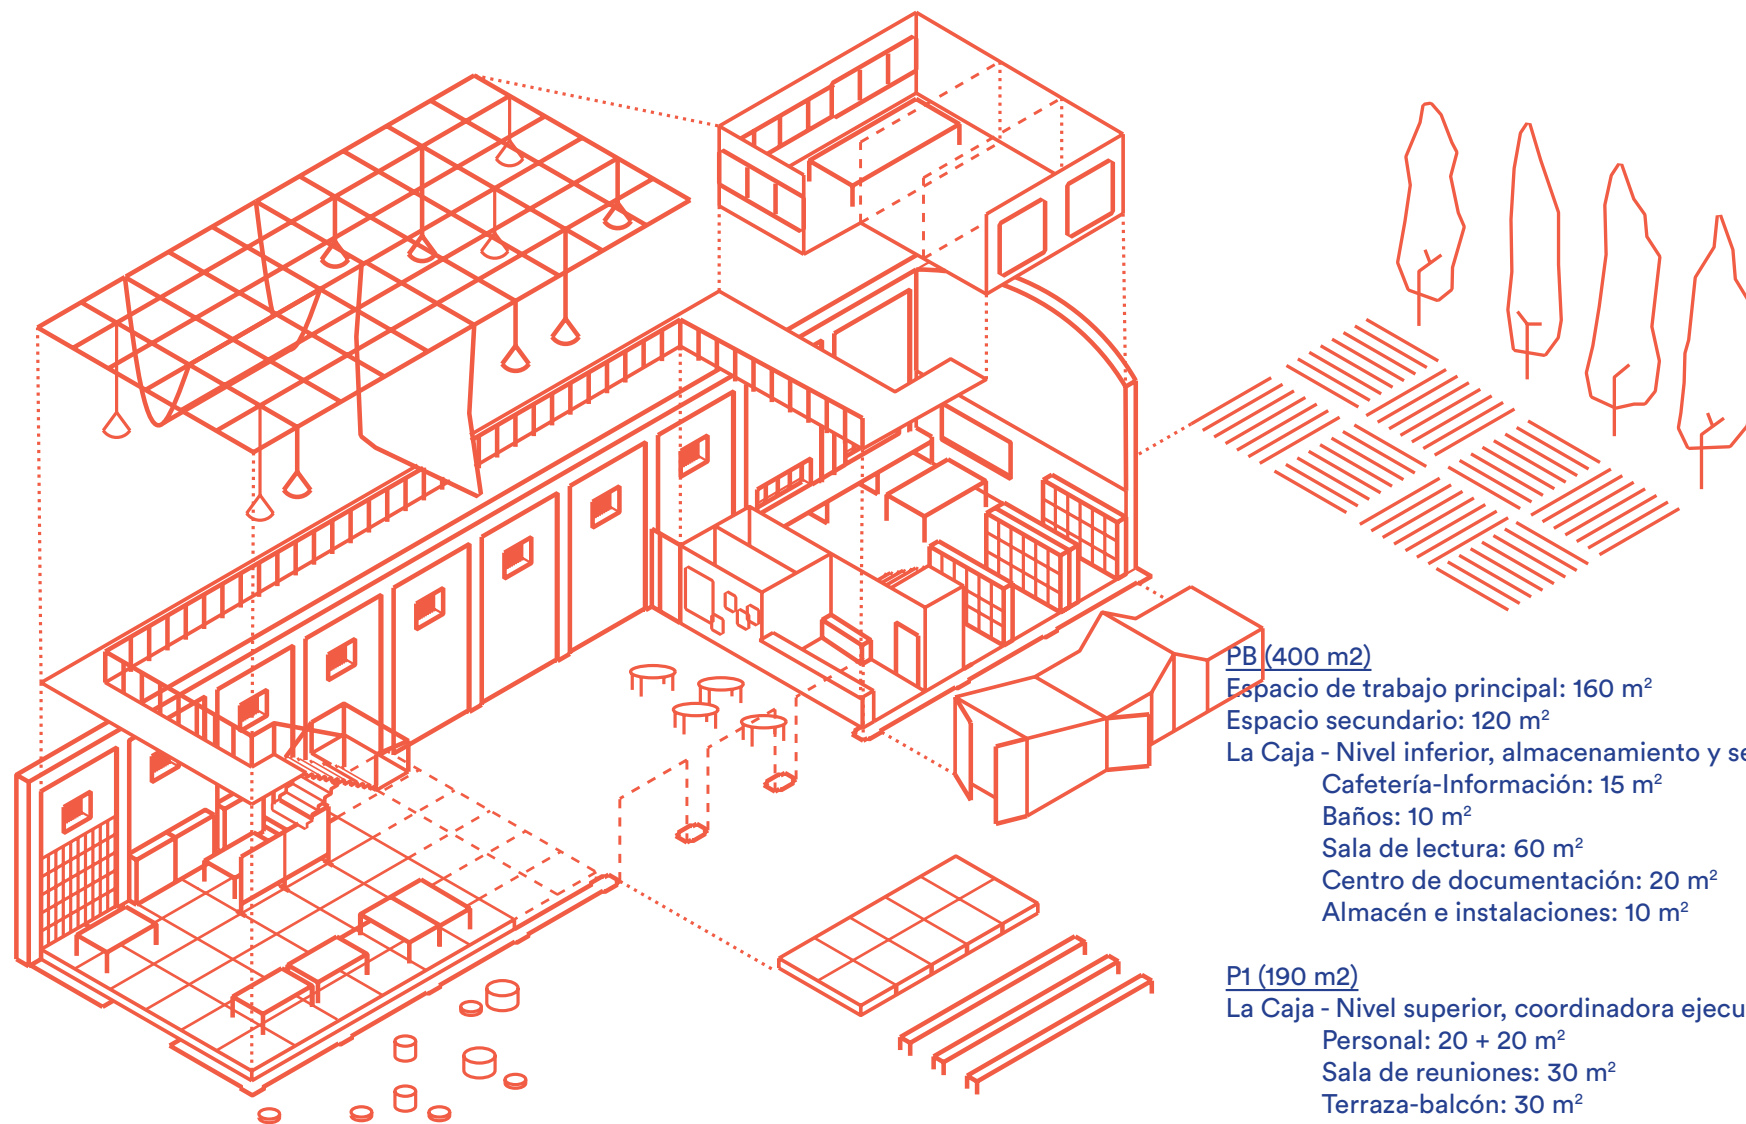 PB (400 m2)
Espacio de trabajo principal: 160 m²
Espacio secundario: 120 m²
La Caja - Nivel inferior, almacenamiento y
Cafetería-Información: 15 m²
Baños: 10 m²
Sala de lectura: 60 m²
Centro de documentación: 20 m²
Almacén e instalaciones: 10 m²
P1 (190 m2)
La Caja - Nivel superior, coordinadora
Personal: 20 + 20 m²
Sala de reuniones: 30 m²
Terraza-balcón: 30 m²